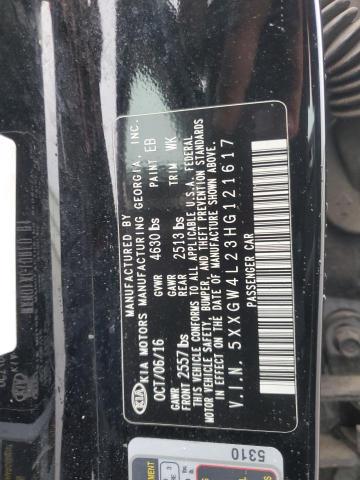 MANUFACTURED BY
KIA KIA MOTORS MANUFACTURING GEORGIA, INC.
OCT/06/16 GVWR 4630 lbs PAINT EB
GAWR FRONT 2557 lbs GAWR REAR 2513 lbs TRIM WK
THIS VEHICLE CONFORMS TO ALL APPLICABLE U.S.A. FEDERAL
MOTOR VEHICLE SAFETY, BUMPER, AND THEFT PREVENTION STANDARDS
IN EFFECT ON THE DATE OF MANUFACTURE SHOWN ABOVE.
V.I.N. 5XXGW4L23HG121617
PASSENGER CAR
5310